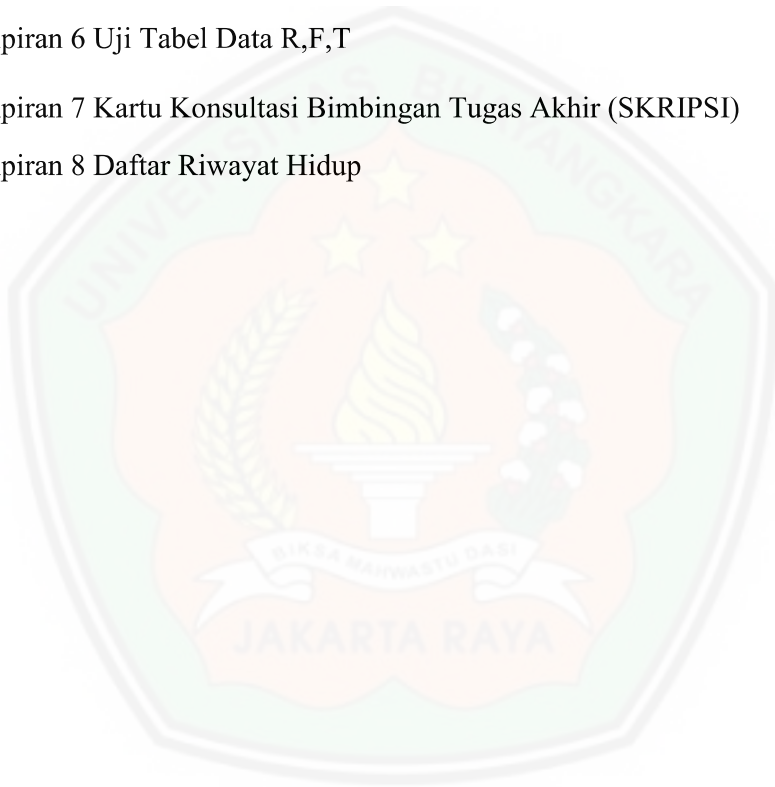 piran 6 Uji Tabel Data R,F,T
piran 7 Kartu Konsultasi Bimbingan Tugas Akhir (SKRIPSI)
piran 8 Daftar Riwayat Hidup
UNIVERSITAS BHAYANGKARA
BIKSA MAHWASTU DASI
JAKARTA RAYA